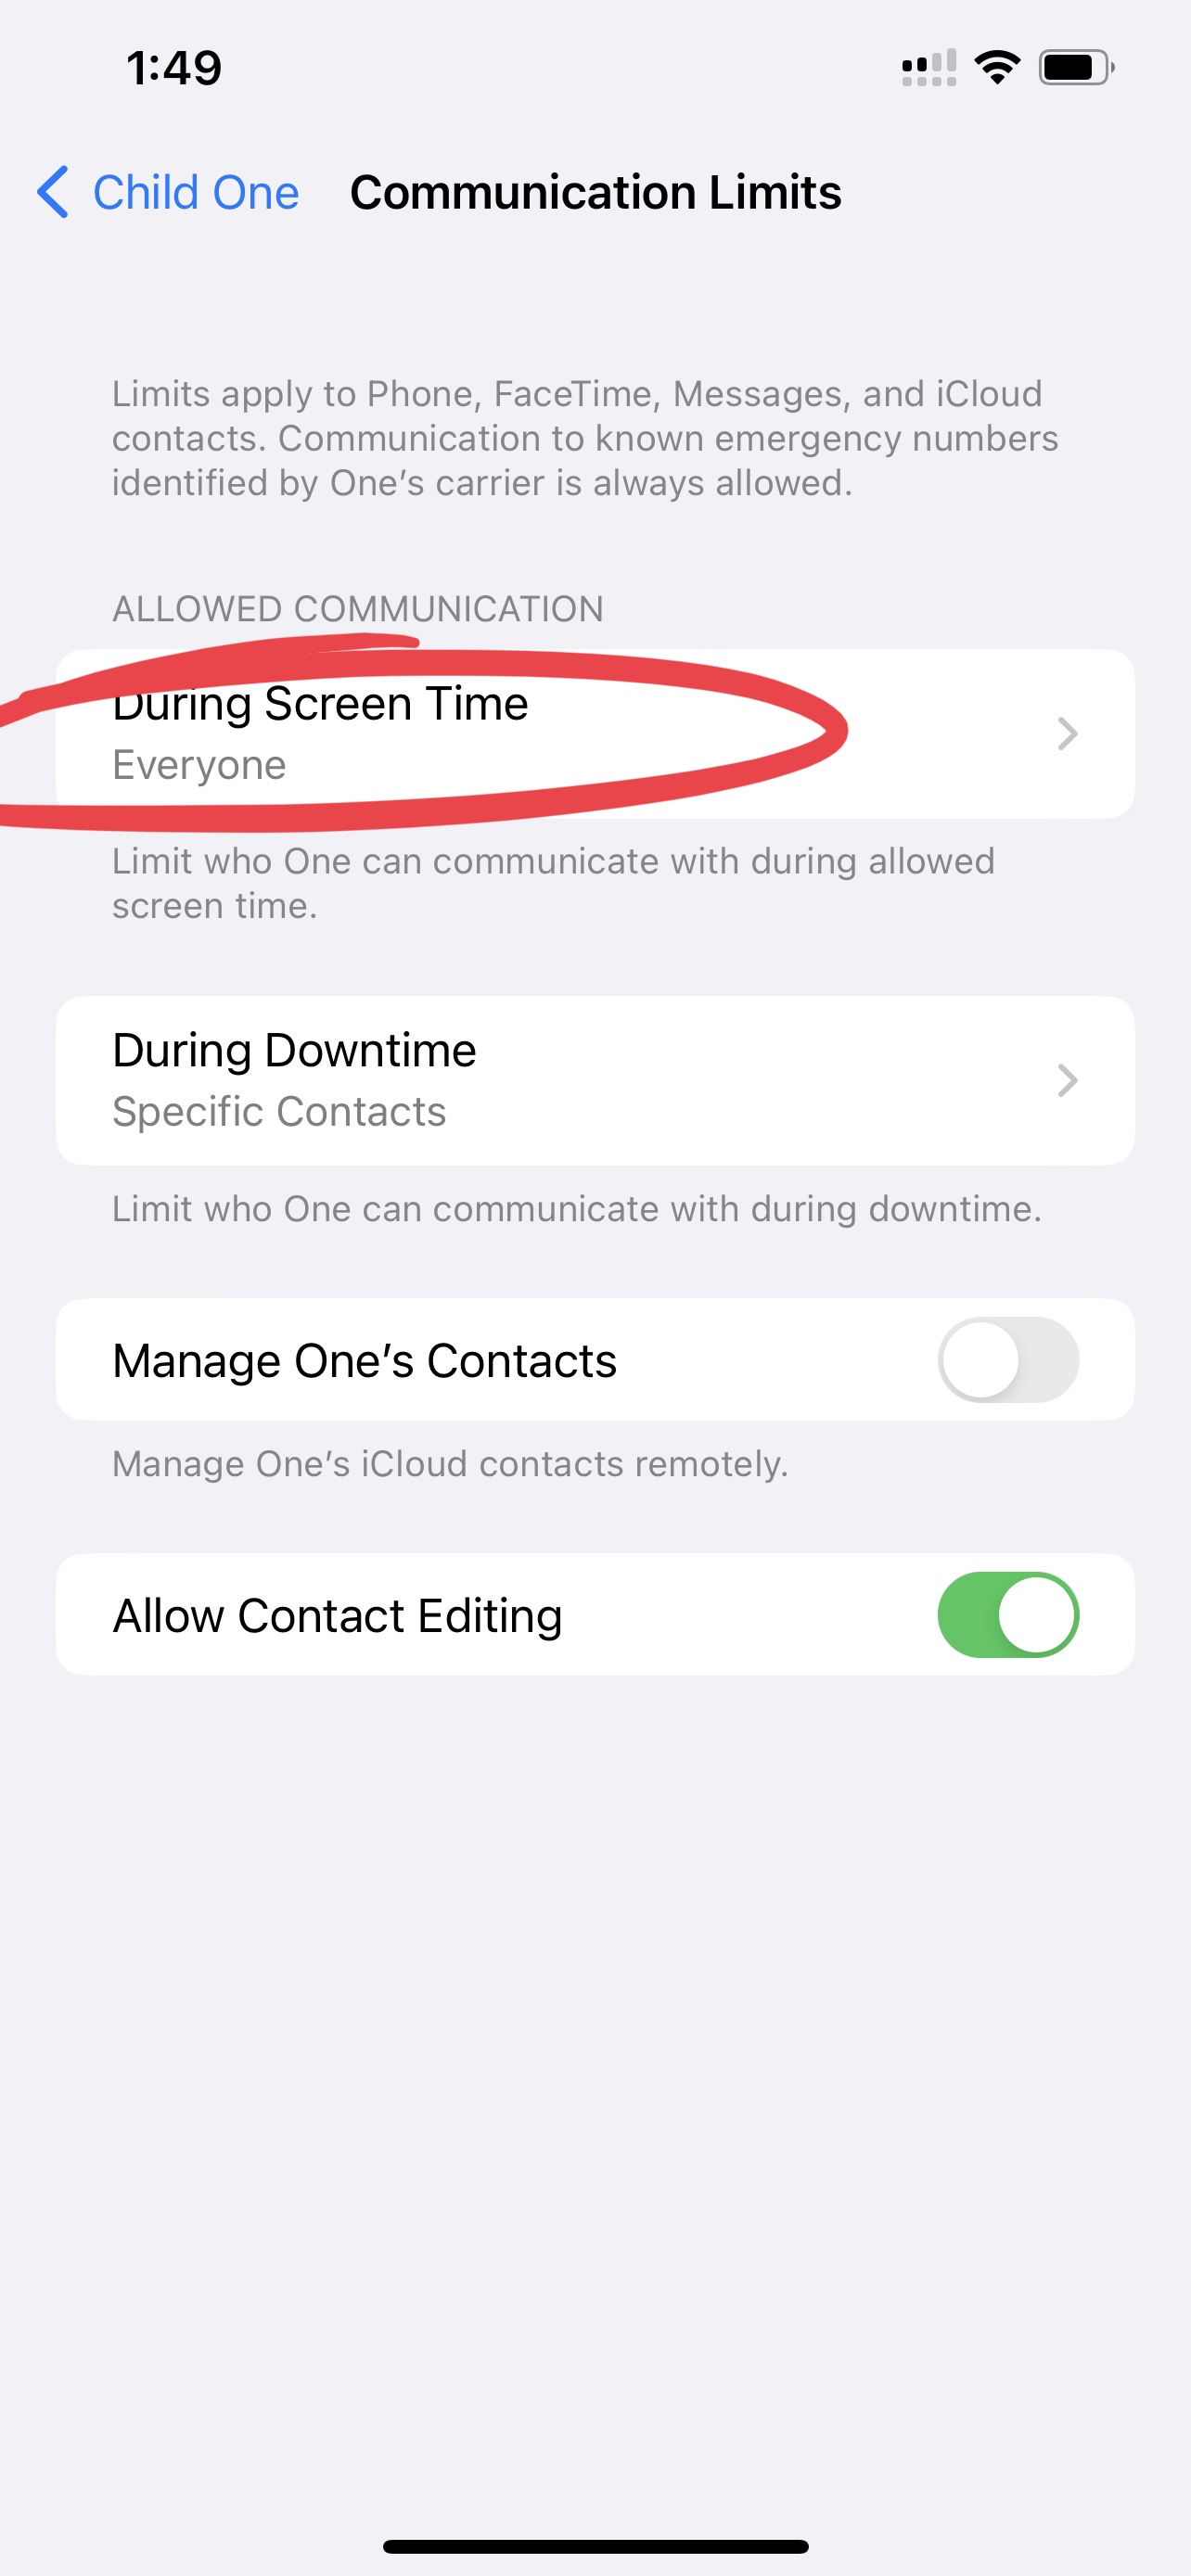 1:49
Child One Communication Limits
Limits apply to Phone, FaceTime, Messages, and iCloud
contacts. Communication to known emergency numbers
identified by One’s carrier is always allowed.
ALLOWED COMMUNICATION
During Screen Time
Everyone
Limit who One can communicate with during allowed
screen time.
During Downtime
Specific Contacts
Limit who One can communicate with during downtime.
Manage One’s Contacts
Manage One’s iCloud contacts remotely.
Allow Contact Editing